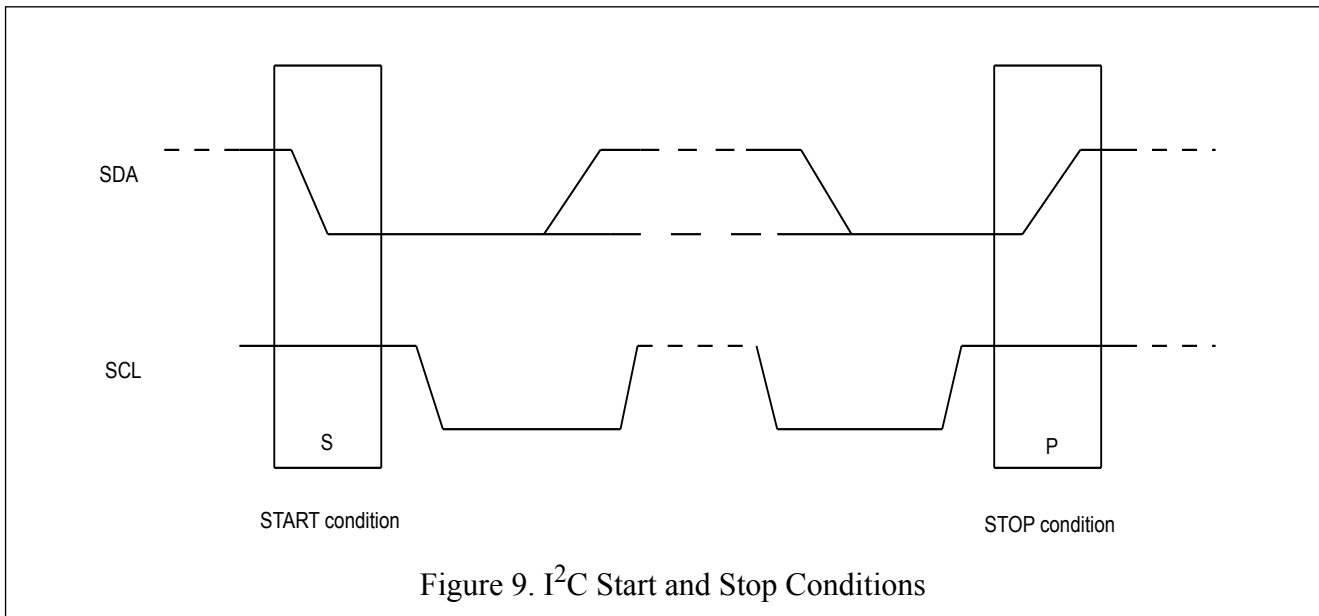 SDA
SCL
S
P
START condition
STOP condition
Figure 9. I²C Start and Stop Conditions